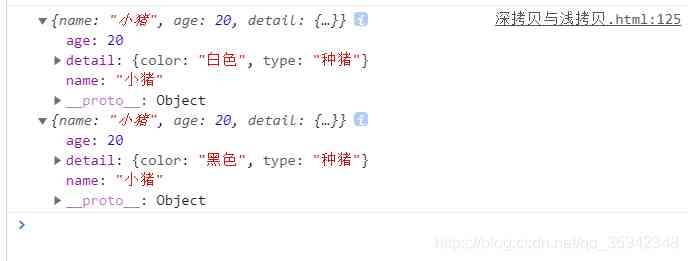 ▼{name: "小猪", age: 20, detail: {…}} i 深拷贝与浅拷贝.html:125
age: 20
▶detail: {color: "白色", type: "种猪"}
name: "小猪"
▶__proto__: Object
▼{name: "小猪", age: 20, detail: {…}} i
age: 20
▶detail: {color: "黑色", type: "种猪"}
name: "小猪"
▶__proto__: Object
>
https://blog.csdn.net/qq_35942348